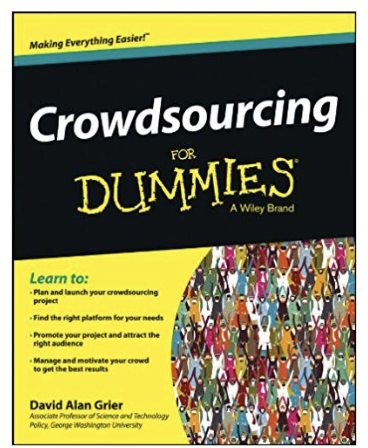 Making Everything Easier!™
Crowdsourcing
FOR
DUMMIES®
A Wiley Brand
Learn to:
• Plan and launch your crowdsourcing
project
• Find the right platform for your needs
• Promote your project and attract the
right audience
• Manage and motivate your crowd
to get the best results
David Alan Grier
Associate Professor of Science and Technology
Policy, George Washington University